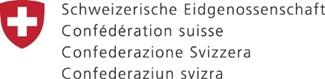 Schweizerische Eidgenossenschaft
Confédération suisse
Confederazione Svizzera
Confederaziun svizra